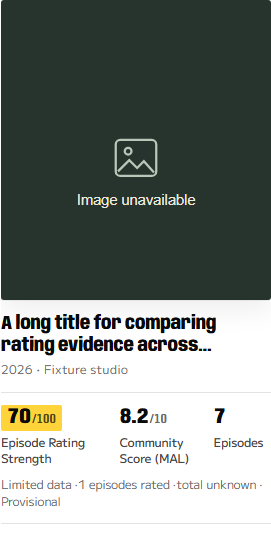 Image unavailable
A long title for comparing
rating evidence across...
2026 · Fixture studio
70/100 8.2/10 7
Episode Rating Strength Community Score (MAL) Episodes
Limited data ·1 episodes rated ·total unknown ·
Provisional